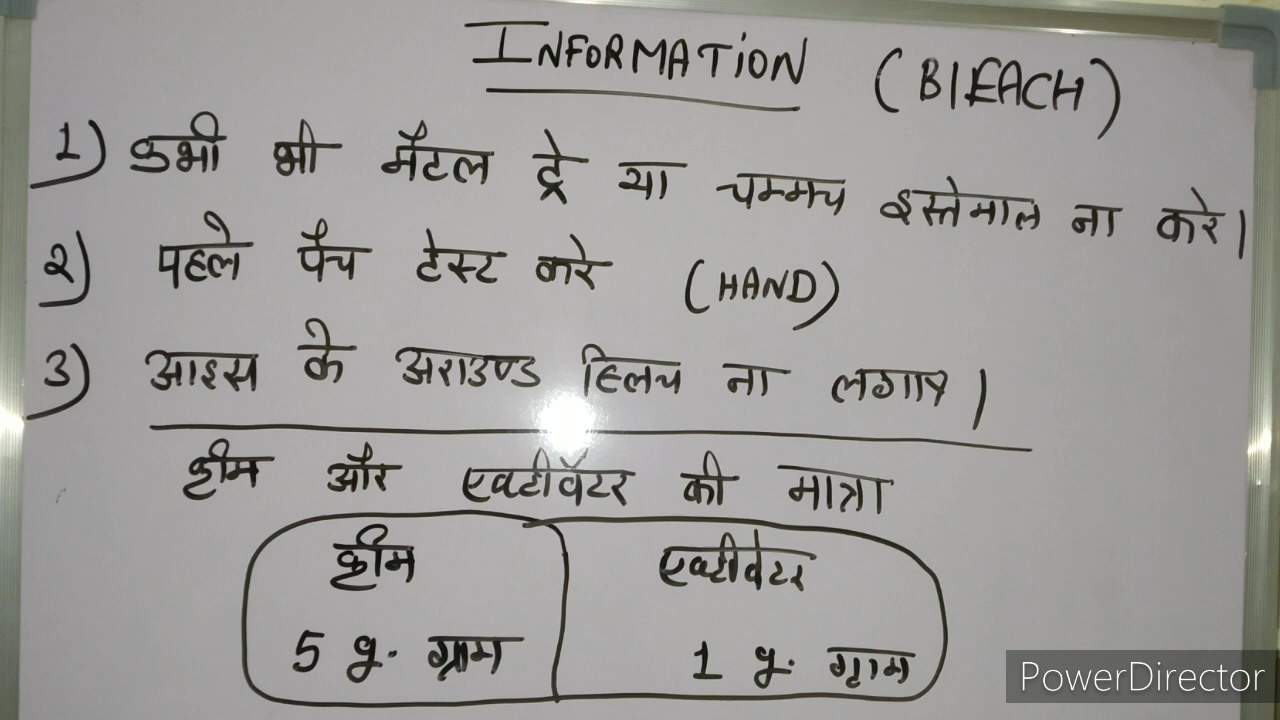 INFORMATION (BLEACH)
1) कभी भी मैटल ट्रे या चम्मच इस्तेमाल ना करे।
२) पहले पैच टेस्ट करे (HAND)
3) आइस के अराउण्ड ब्लिच ना लगाए।
क्रीम और एक्टीवेटर की मात्रा
क्रीम एक्टीवेटर
5 g. ग्राम 1 g. ग्राम
PowerDirector